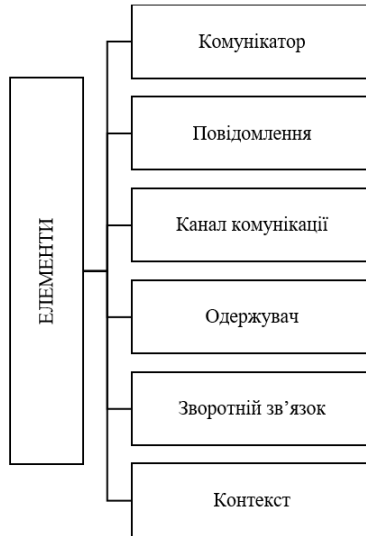 ЕЛЕМЕНТИ
Комунікатор
Повідомлення
Канал комунікації
Одержувач
Зворотній зв’язок
Контекст